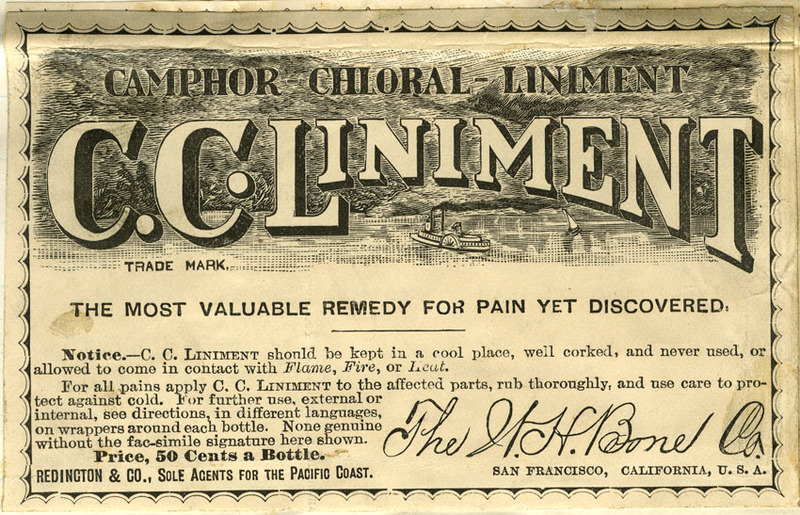 CAMPHOR-CHLORAL-LINIMENT
C.C. LINIMENT
TRADE MARK.
THE MOST VALUABLE REMEDY FOR PAIN YET DISCOVERED.
Notice.—C. C. LINIMENT should be kept in a cool place, well corked, and never used, or
allowed to come in contact with Flame, Fire, or Heat.
For all pains apply C. C. LINIMENT to the affected parts, rub thoroughly, and use care to pro-
tect against cold. For further use, external or
internal, see directions, in different languages,
on wrappers around each bottle. None genuine
without the fac-simile signature here shown.
Price, 50 Cents a Bottle.
REDINGTON & CO., SOLE AGENTS FOR THE PACIFIC COAST.
The W. H. Bone Co.
SAN FRANCISCO, CALIFORNIA, U. S. A.